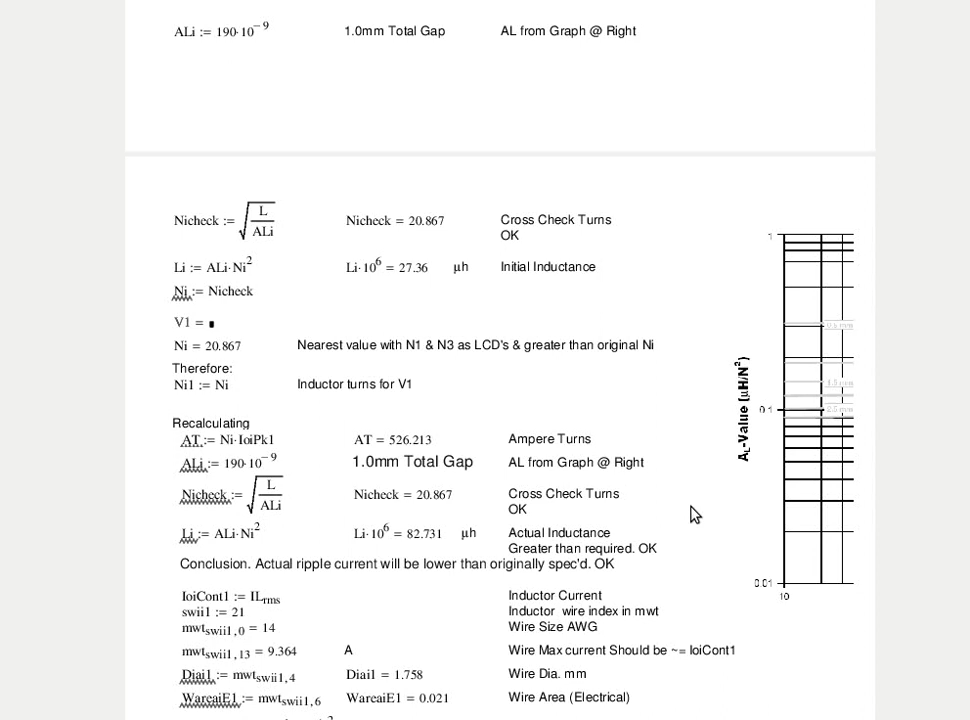 ALi := 190·10⁻⁹ 1.0mm Total Gap AL from Graph @ Right
Nicheck := √(L/ALi) Nicheck = 20.867 Cross Check Turns
OK
Li := ALi·Ni² Li·10⁶ = 27.36 μh Initial Inductance
Ni := Nicheck
V1 = ▪
Ni = 20.867 Nearest value with N1 & N3 as LCD's & greater than original Ni
Therefore:
Ni1 := Ni Inductor turns for V1
Recalculating
AT := Ni·IoiPk1 AT = 526.213 Ampere Turns
ALi := 190·10⁻⁹ 1.0mm Total Gap AL from Graph @ Right
Nicheck := √(L/ALi) Nicheck = 20.867 Cross Check Turns
OK
Li := ALi·Ni² Li·10⁶ = 82.731 μh Actual Inductance
Greater than required. OK
Conclusion. Actual ripple current will be lower than originally spec'd. OK
IoiCont1 := ILrms Inductor Current
swii1 := 21 Inductor wire index in mwt
mwtswii1,0 = 14 Wire Size AWG
mwtswii1,13 = 9.364 A Wire Max current Should be ~= IoiCont1
Diai1 := mwtswii1,4 Diai1 = 1.758 Wire Dia. mm
WareaiE1 := mwtswii1,6 WareaiE1 = 0.021 Wire Area (Electrical)
AL-Value (μH/N²)
1
0.5 mm
0.1
0.01
10